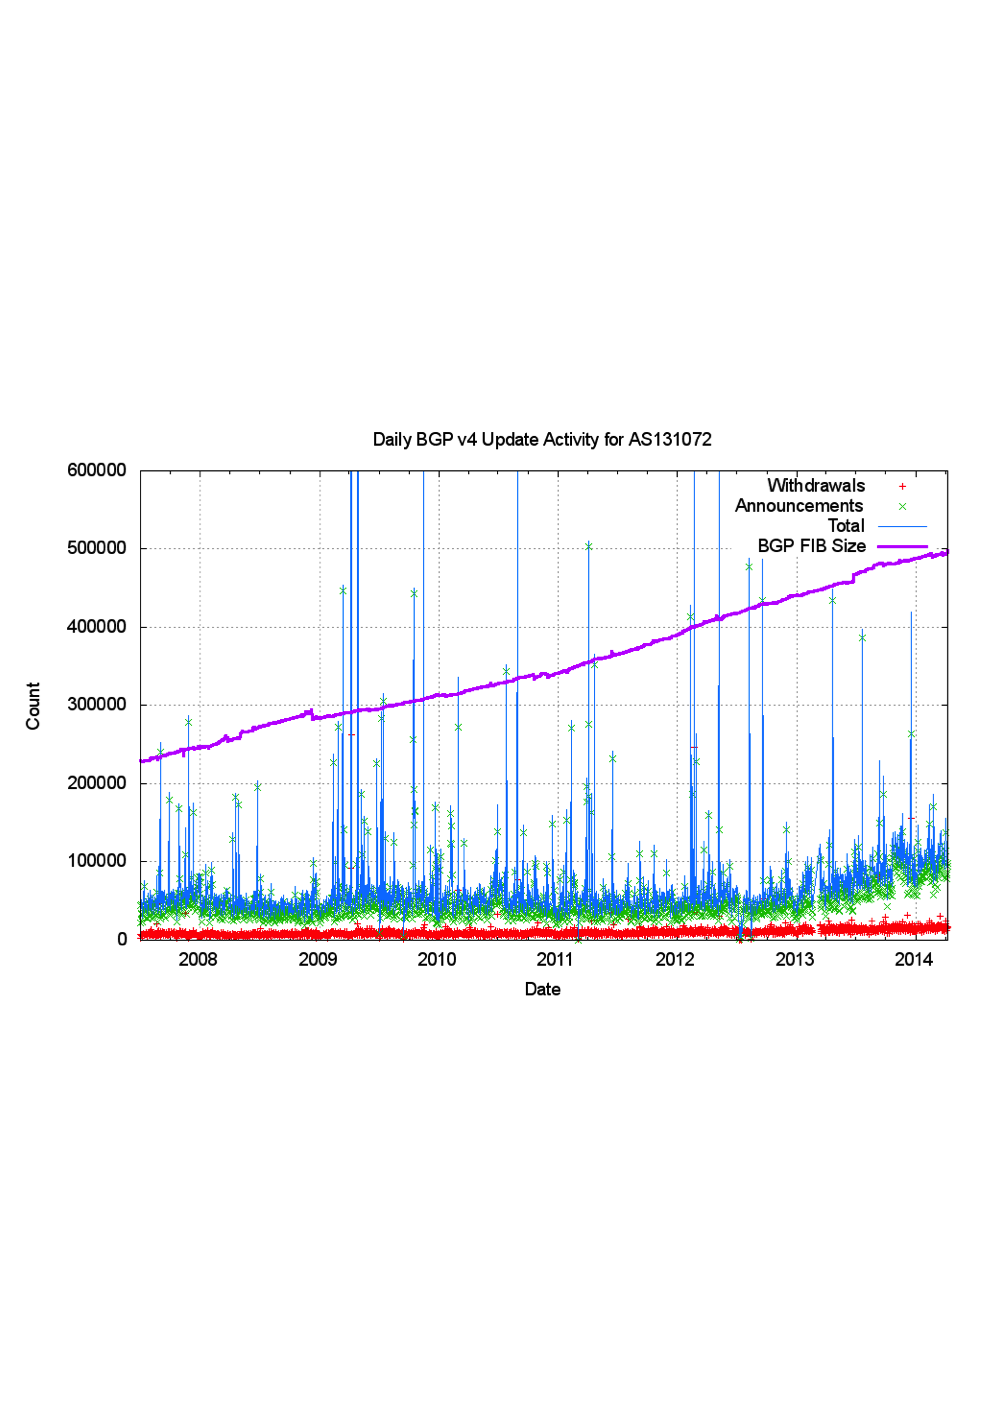 Daily BGP v4 Update Activity for AS131072
600000
500000
400000
300000
200000
100000
0
Count
Withdrawals
Announcements
Total
BGP FIB Size
2008 2009 2010 2011 2012 2013 2014
Date